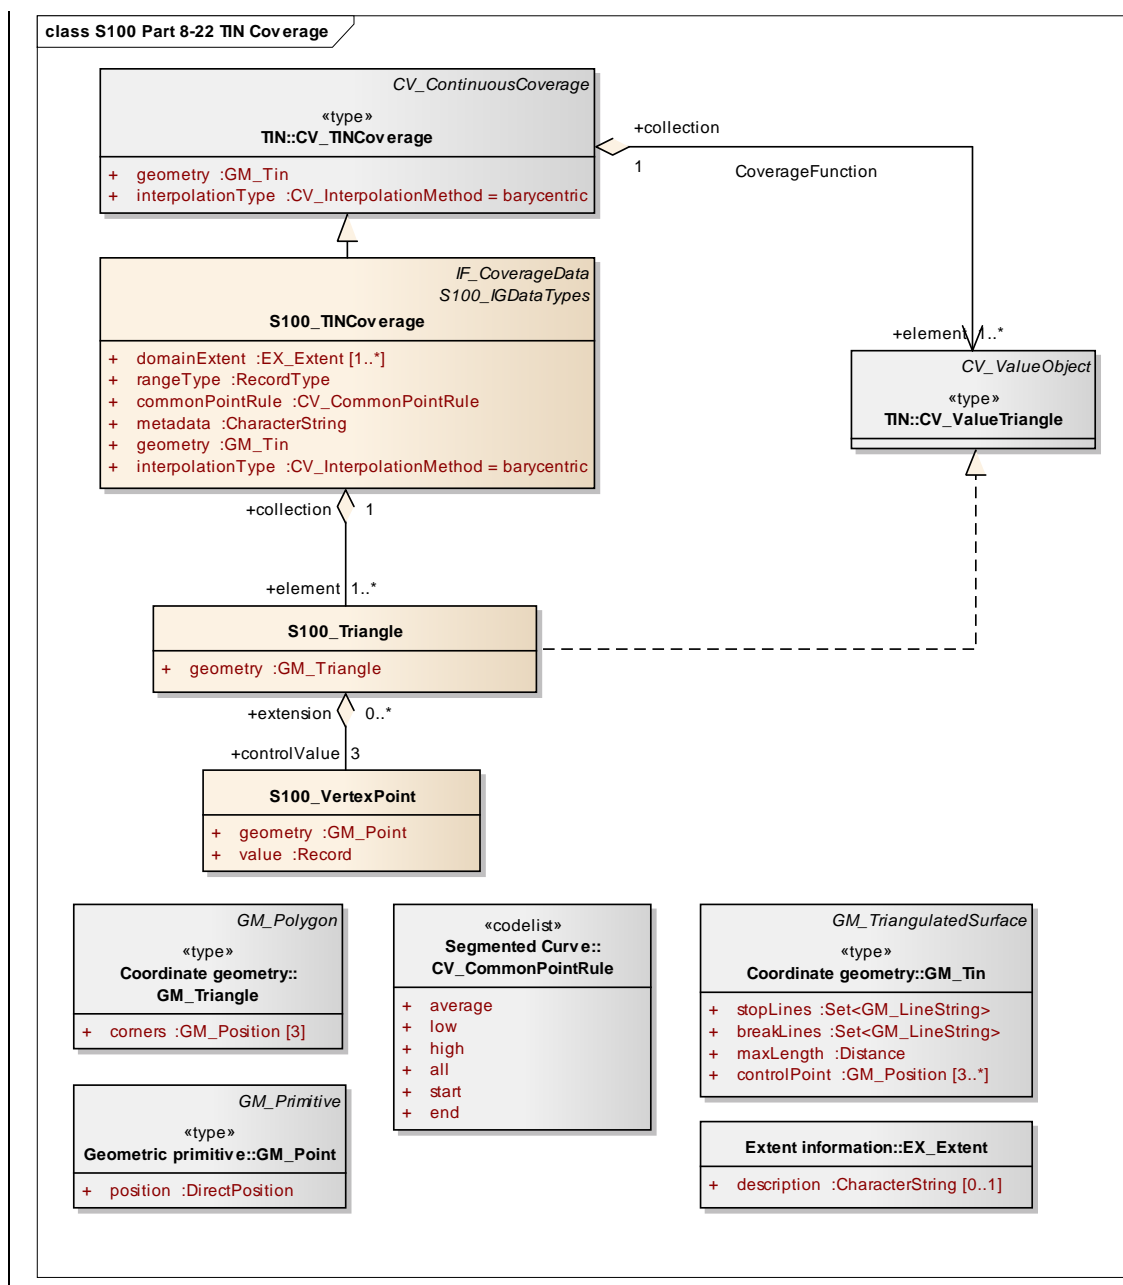 class S100 Part 8-22 TIN Coverage
CV_ContinuousCoverage
«type»
TIN::CV_TINCoverage
+ geometry :GM_Tin
+ interpolationType :CV_InterpolationMethod = barycentric
+collection
1
CoverageFunction
IF_CoverageData
S100_IGDataTypes
S100_TINCoverage
+ domainExtent :EX_Extent [1..*]
+ rangeType :RecordType
+ commonPointRule :CV_CommonPointRule
+ metadata :CharacterString
+ geometry :GM_Tin
+ interpolationType :CV_InterpolationMethod = barycentric
+element 1..*
CV_ValueObject
«type»
TIN::CV_ValueTriangle
+collection 1
+element 1..*
S100_Triangle
+ geometry :GM_Triangle
+extension 0..*
+controlValue 3
S100_VertexPoint
+ geometry :GM_Point
+ value :Record
GM_Polygon
«type»
Coordinate geometry::
GM_Triangle
+ corners :GM_Position [3]
«codelist»
Segmented Curve::
CV_CommonPointRule
+ average
+ low
+ high
+ all
+ start
+ end
GM_TriangulatedSurface
«type»
Coordinate geometry::GM_Tin
+ stopLines :Set<GM_LineString>
+ breakLines :Set<GM_LineString>
+ maxLength :Distance
+ controlPoint :GM_Position [3..*]
GM_Primitive
«type»
Geometric primitive::GM_Point
+ position :DirectPosition
Extent information::EX_Extent
+ description :CharacterString [0..1]